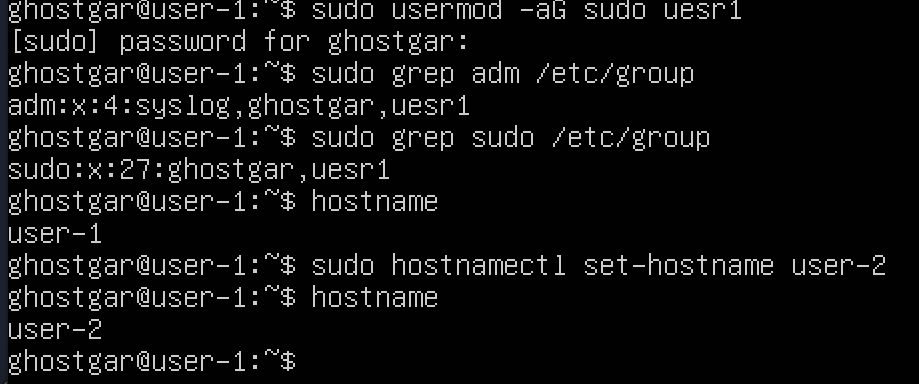 ghostgar@user-1:~$ sudo usermod -aG sudo uesr1
[sudo] password for ghostgar:
ghostgar@user-1:~$ sudo grep adm /etc/group
adm:x:4:syslog,ghostgar,uesr1
ghostgar@user-1:~$ sudo grep sudo /etc/group
sudo:x:27:ghostgar,uesr1
ghostgar@user-1:~$ hostname
user-1
ghostgar@user-1:~$ sudo hostnamectl set-hostname user-2
ghostgar@user-1:~$ hostname
user-2
ghostgar@user-1:~$